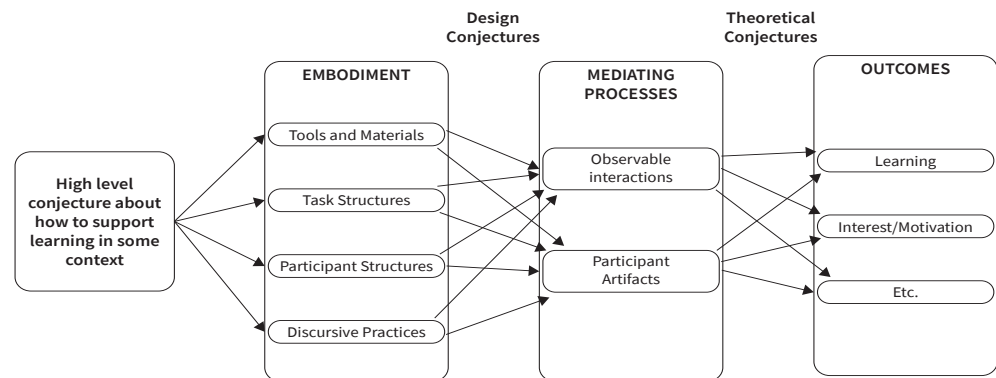 Design
Conjectures
Theoretical
Conjectures
EMBODIMENT
MEDIATING
PROCESSES
OUTCOMES
High level
conjecture about
how to support
learning in some
context
Tools and Materials
Task Structures
Participant Structures
Discursive Practices
Observable
interactions
Participant
Artifacts
Learning
Interest/Motivation
Etc.